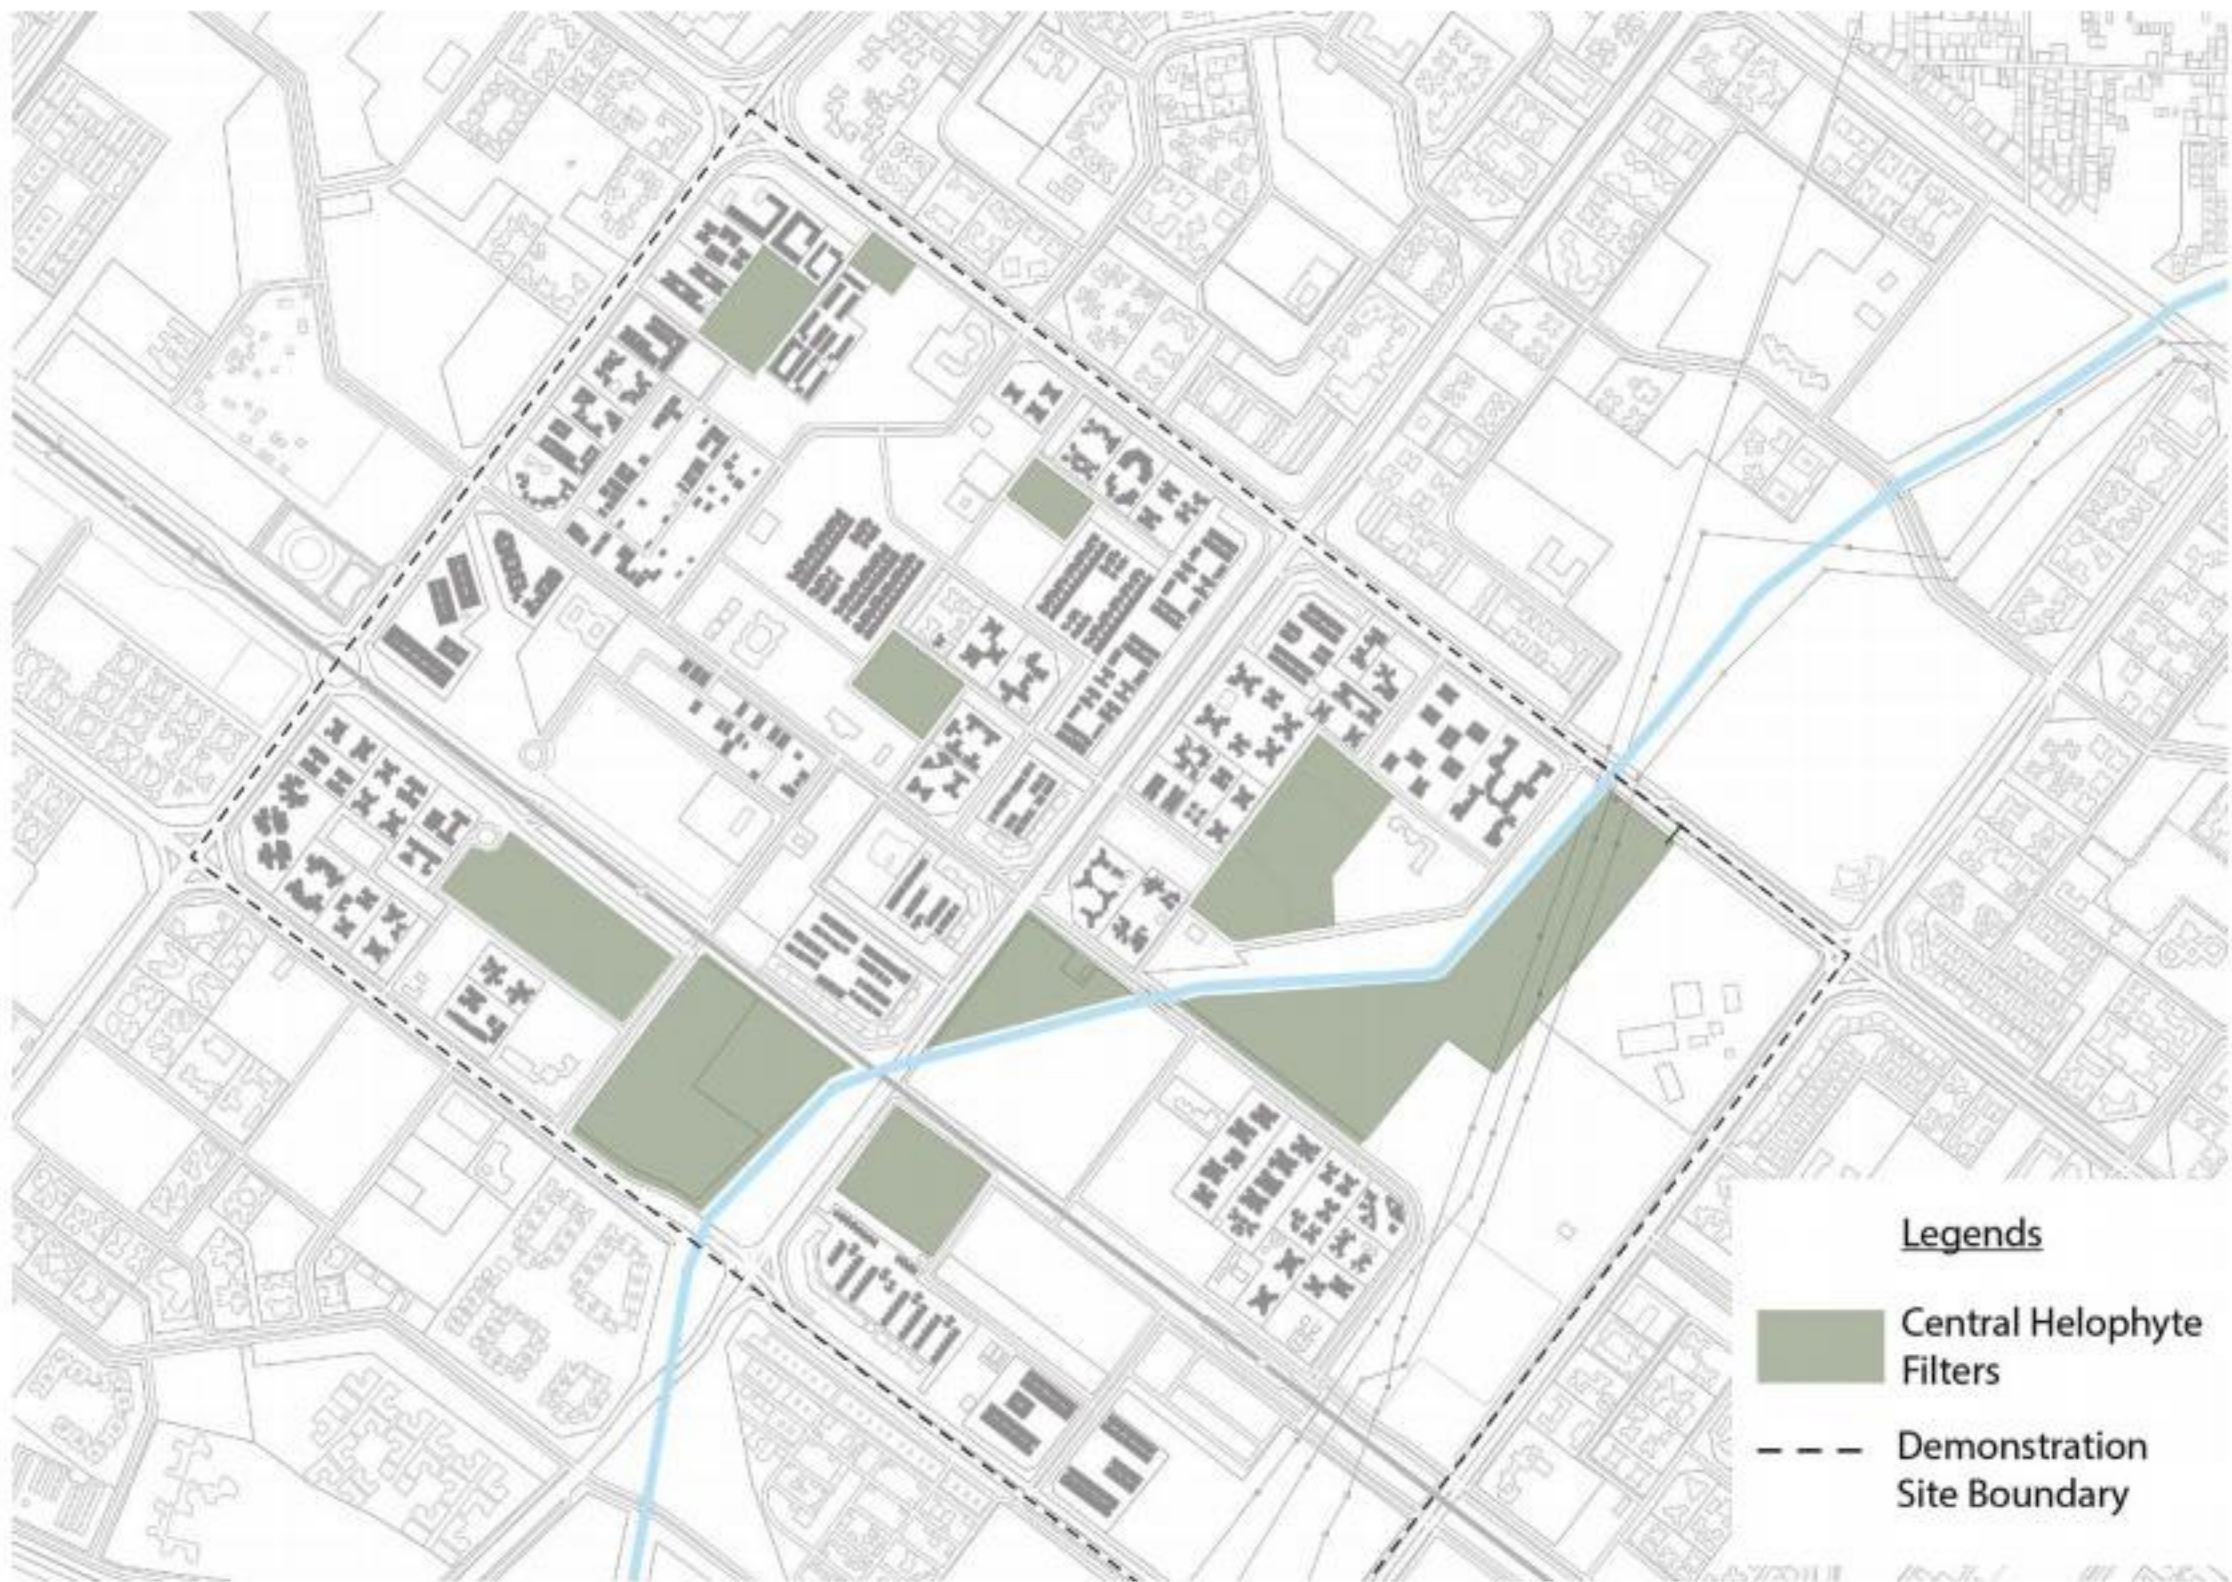 Legends
Central Helophyte
Filters
Demonstration
Site Boundary